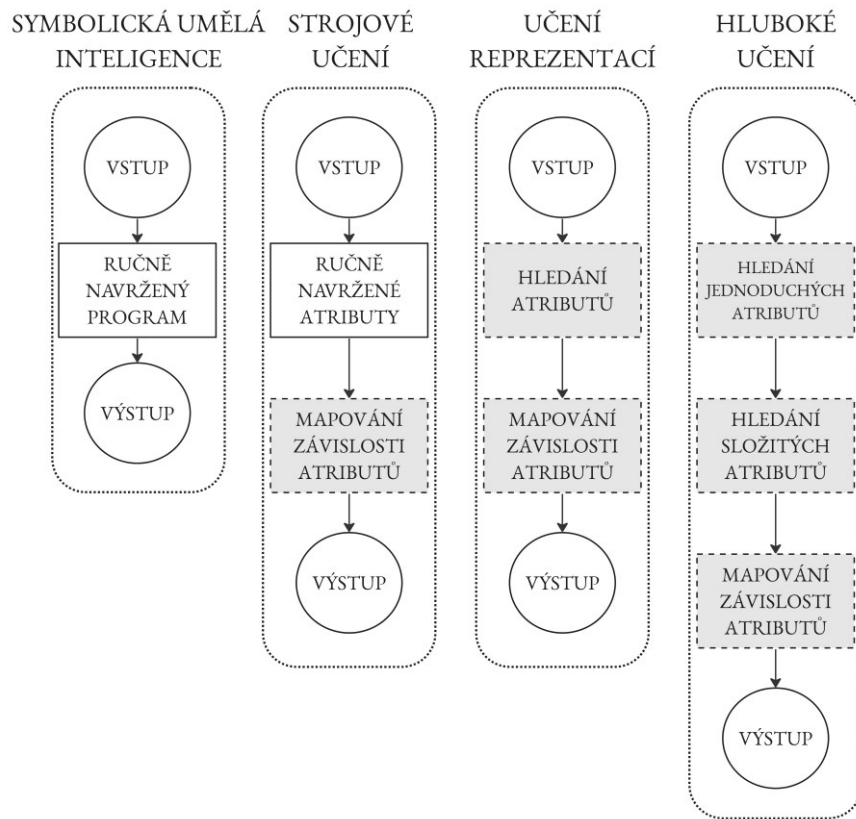 SYMBOLICKÁ UMĚLÁ
INTELIGENCE
VSTUP
RUČNĚ
NAVRŽENÝ
PROGRAM
VÝSTUP
STROJOVÉ
UČENÍ
VSTUP
RUČNĚ
NAVRŽENÉ
ATRIBUTY
MAPOVÁNÍ
ZÁVISLOSTI
ATRIBUTŮ
VÝSTUP
UČENÍ
REPREZENTACÍ
VSTUP
HLEDÁNÍ
ATRIBUTŮ
MAPOVÁNÍ
ZÁVISLOSTI
ATRIBUTŮ
VÝSTUP
HLUBOKÉ
UČENÍ
VSTUP
HLEDÁNÍ
JEDNODUCHÝCH
ATRIBUTŮ
HLEDÁNÍ
SLOŽITÝCH
ATRIBUTŮ
MAPOVÁNÍ
ZÁVISLOSTI
ATRIBUTŮ
VÝSTUP